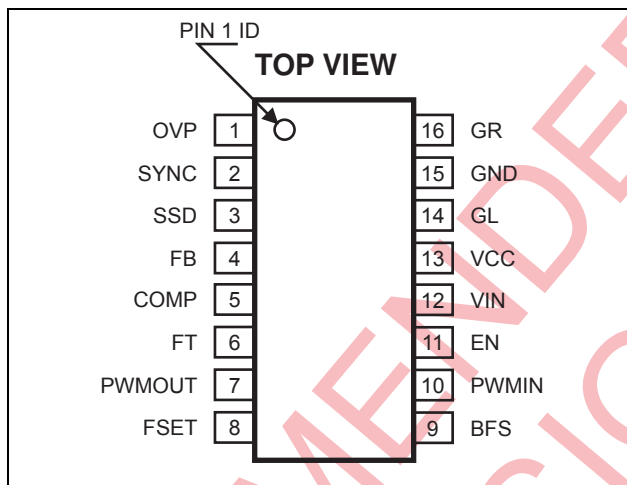 PIN 1 ID
TOP VIEW
OVP 1 16 GR
SYNC 2 15 GND
SSD 3 14 GL
FB 4 13 VCC
COMP 5 12 VIN
FT 6 11 EN
PWMOUT 7 10 PWMIN
FSET 8 9 BFS